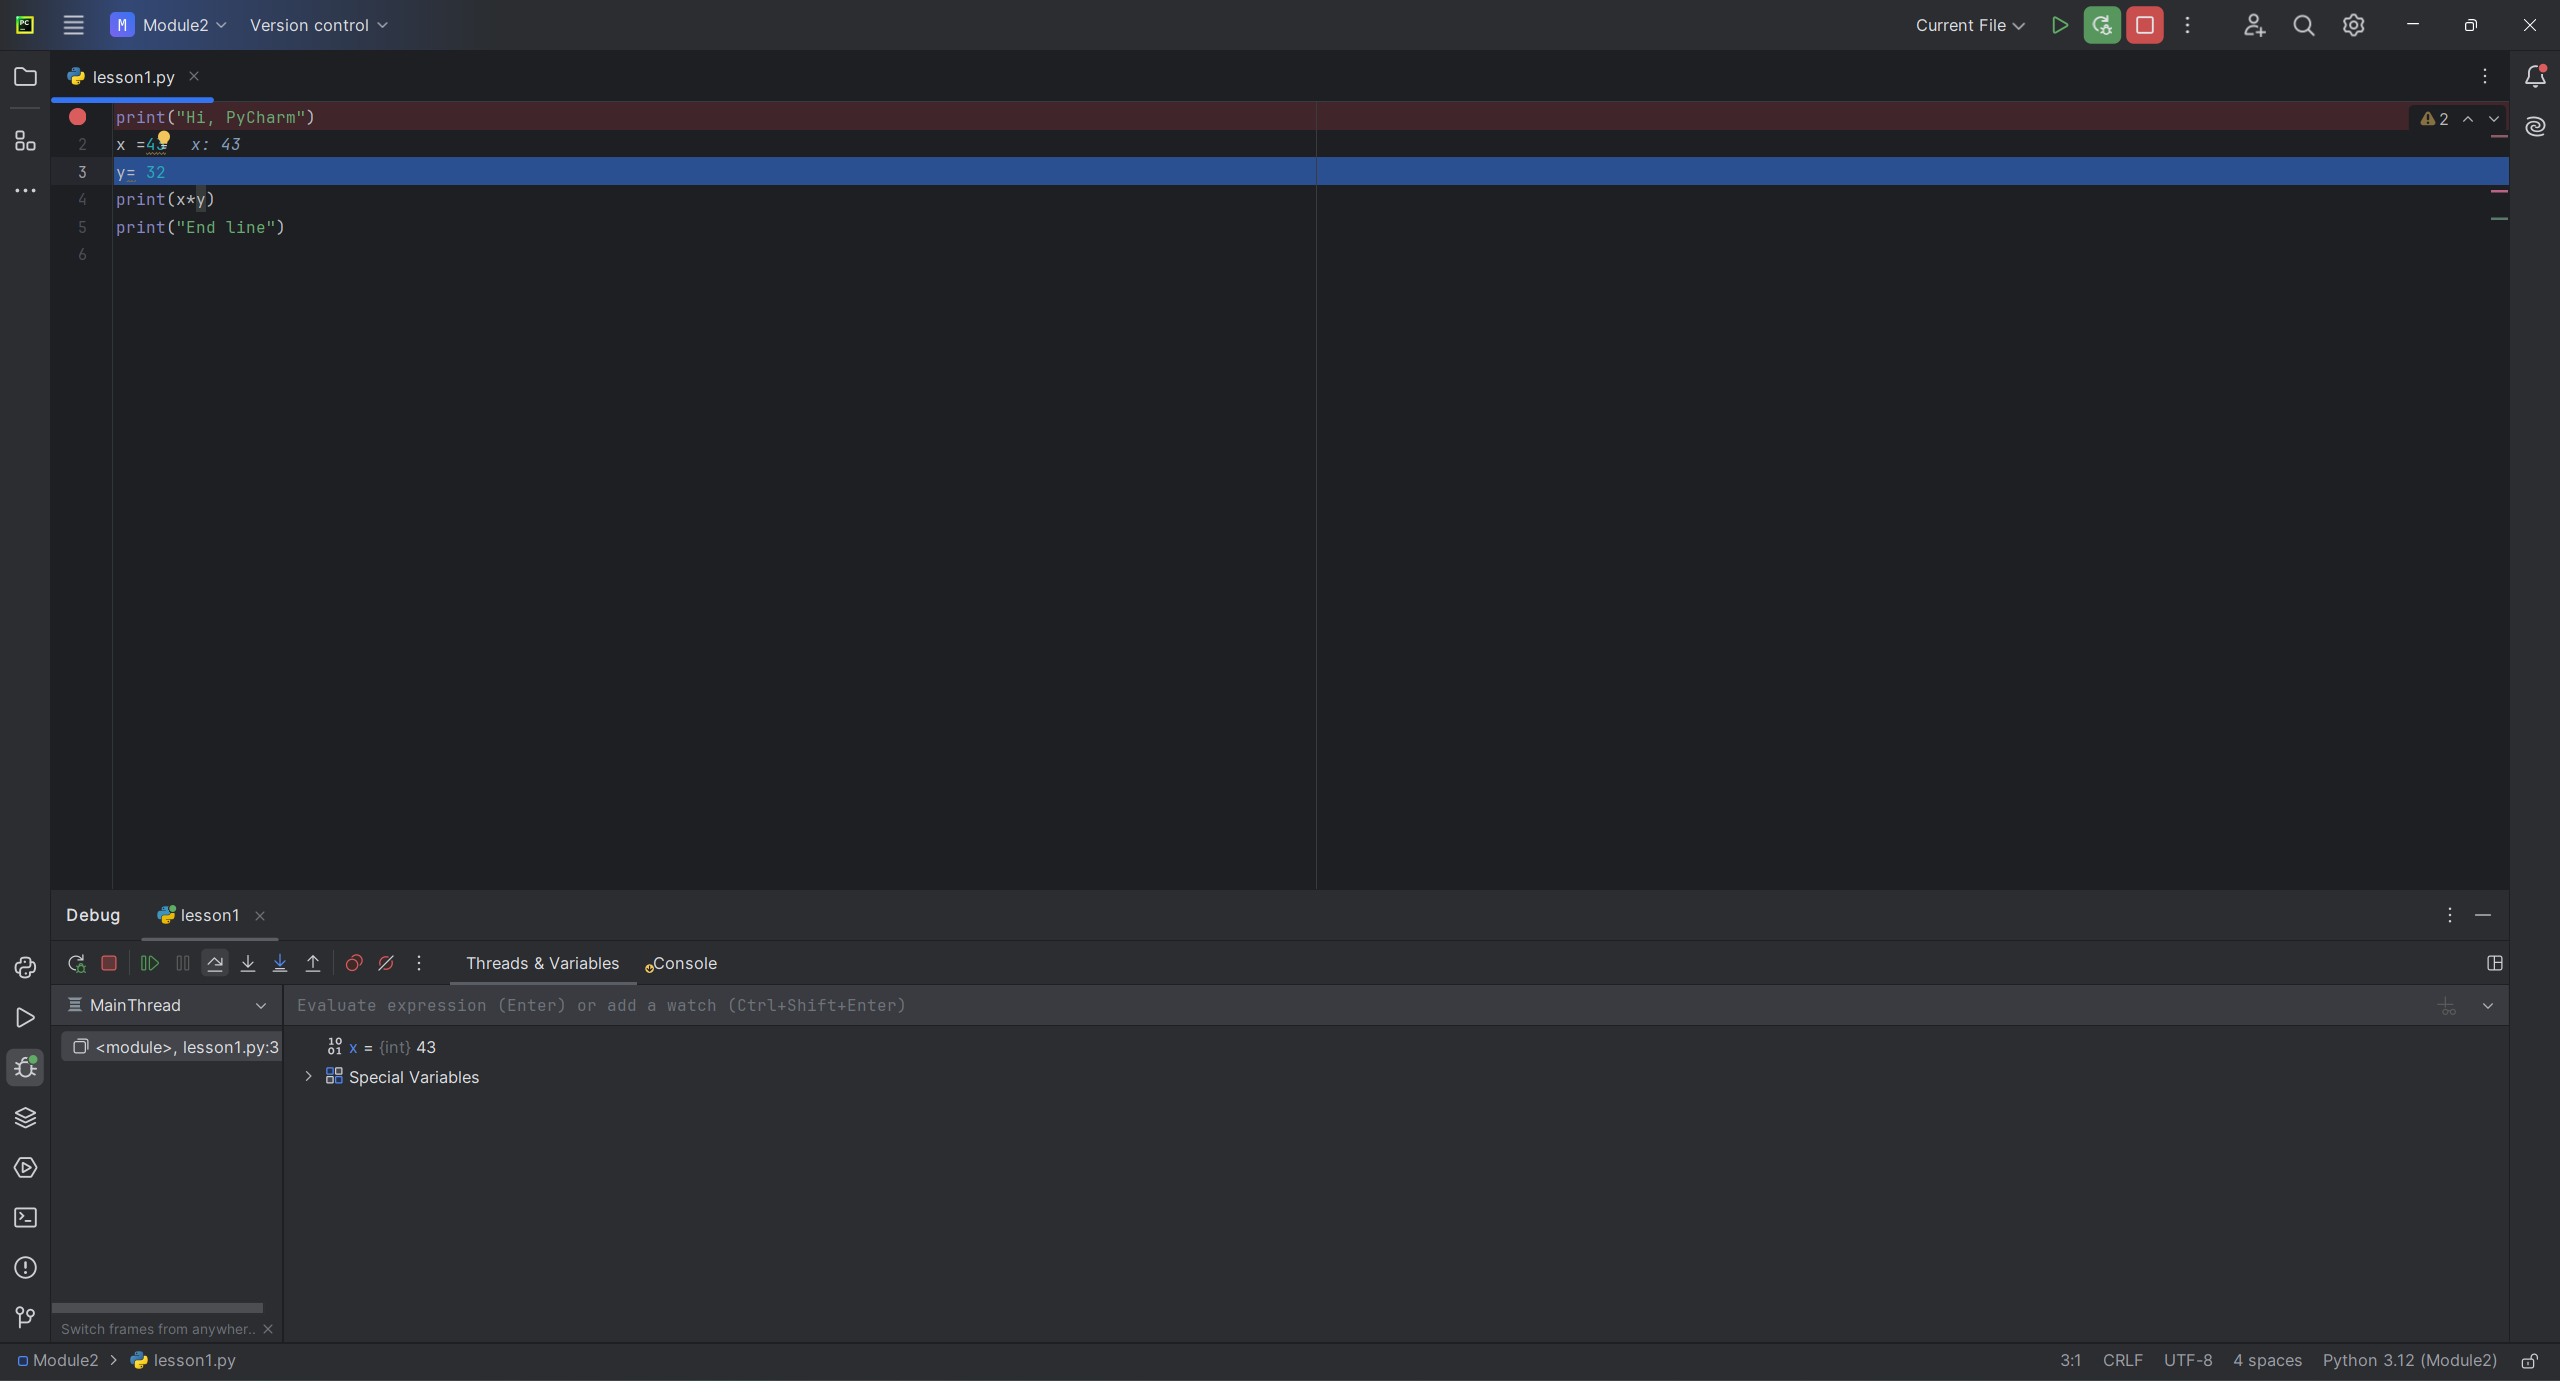 M Module2 Version control Current File
lesson1.py
print("Hi, PyCharm") 2
2 x =43 x: 43
3 y= 32
4 print(x*y)
5 print("End line")
6
Debug lesson1
Threads & Variables Console
MainThread Evaluate expression (Enter) or add a watch (Ctrl+Shift+Enter)
<module>, lesson1.py:3 x = {int} 43
Special Variables
Switch frames from anywher..
Module2 lesson1.py 3:1 CRLF UTF-8 4 spaces Python 3.12 (Module2)